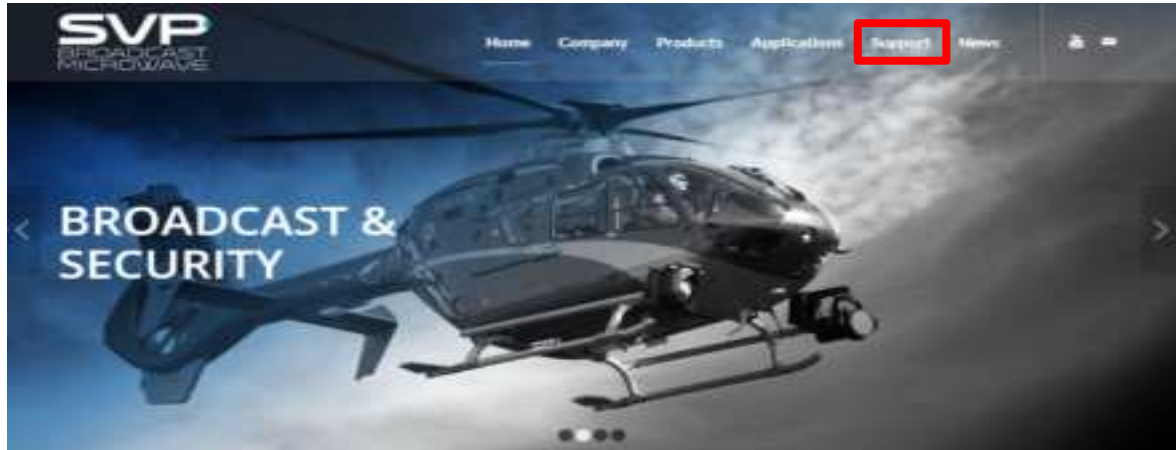 SVP
BROADCAST
MICROWAVE
Home Company Products Applications Support News
BROADCAST &
SECURITY